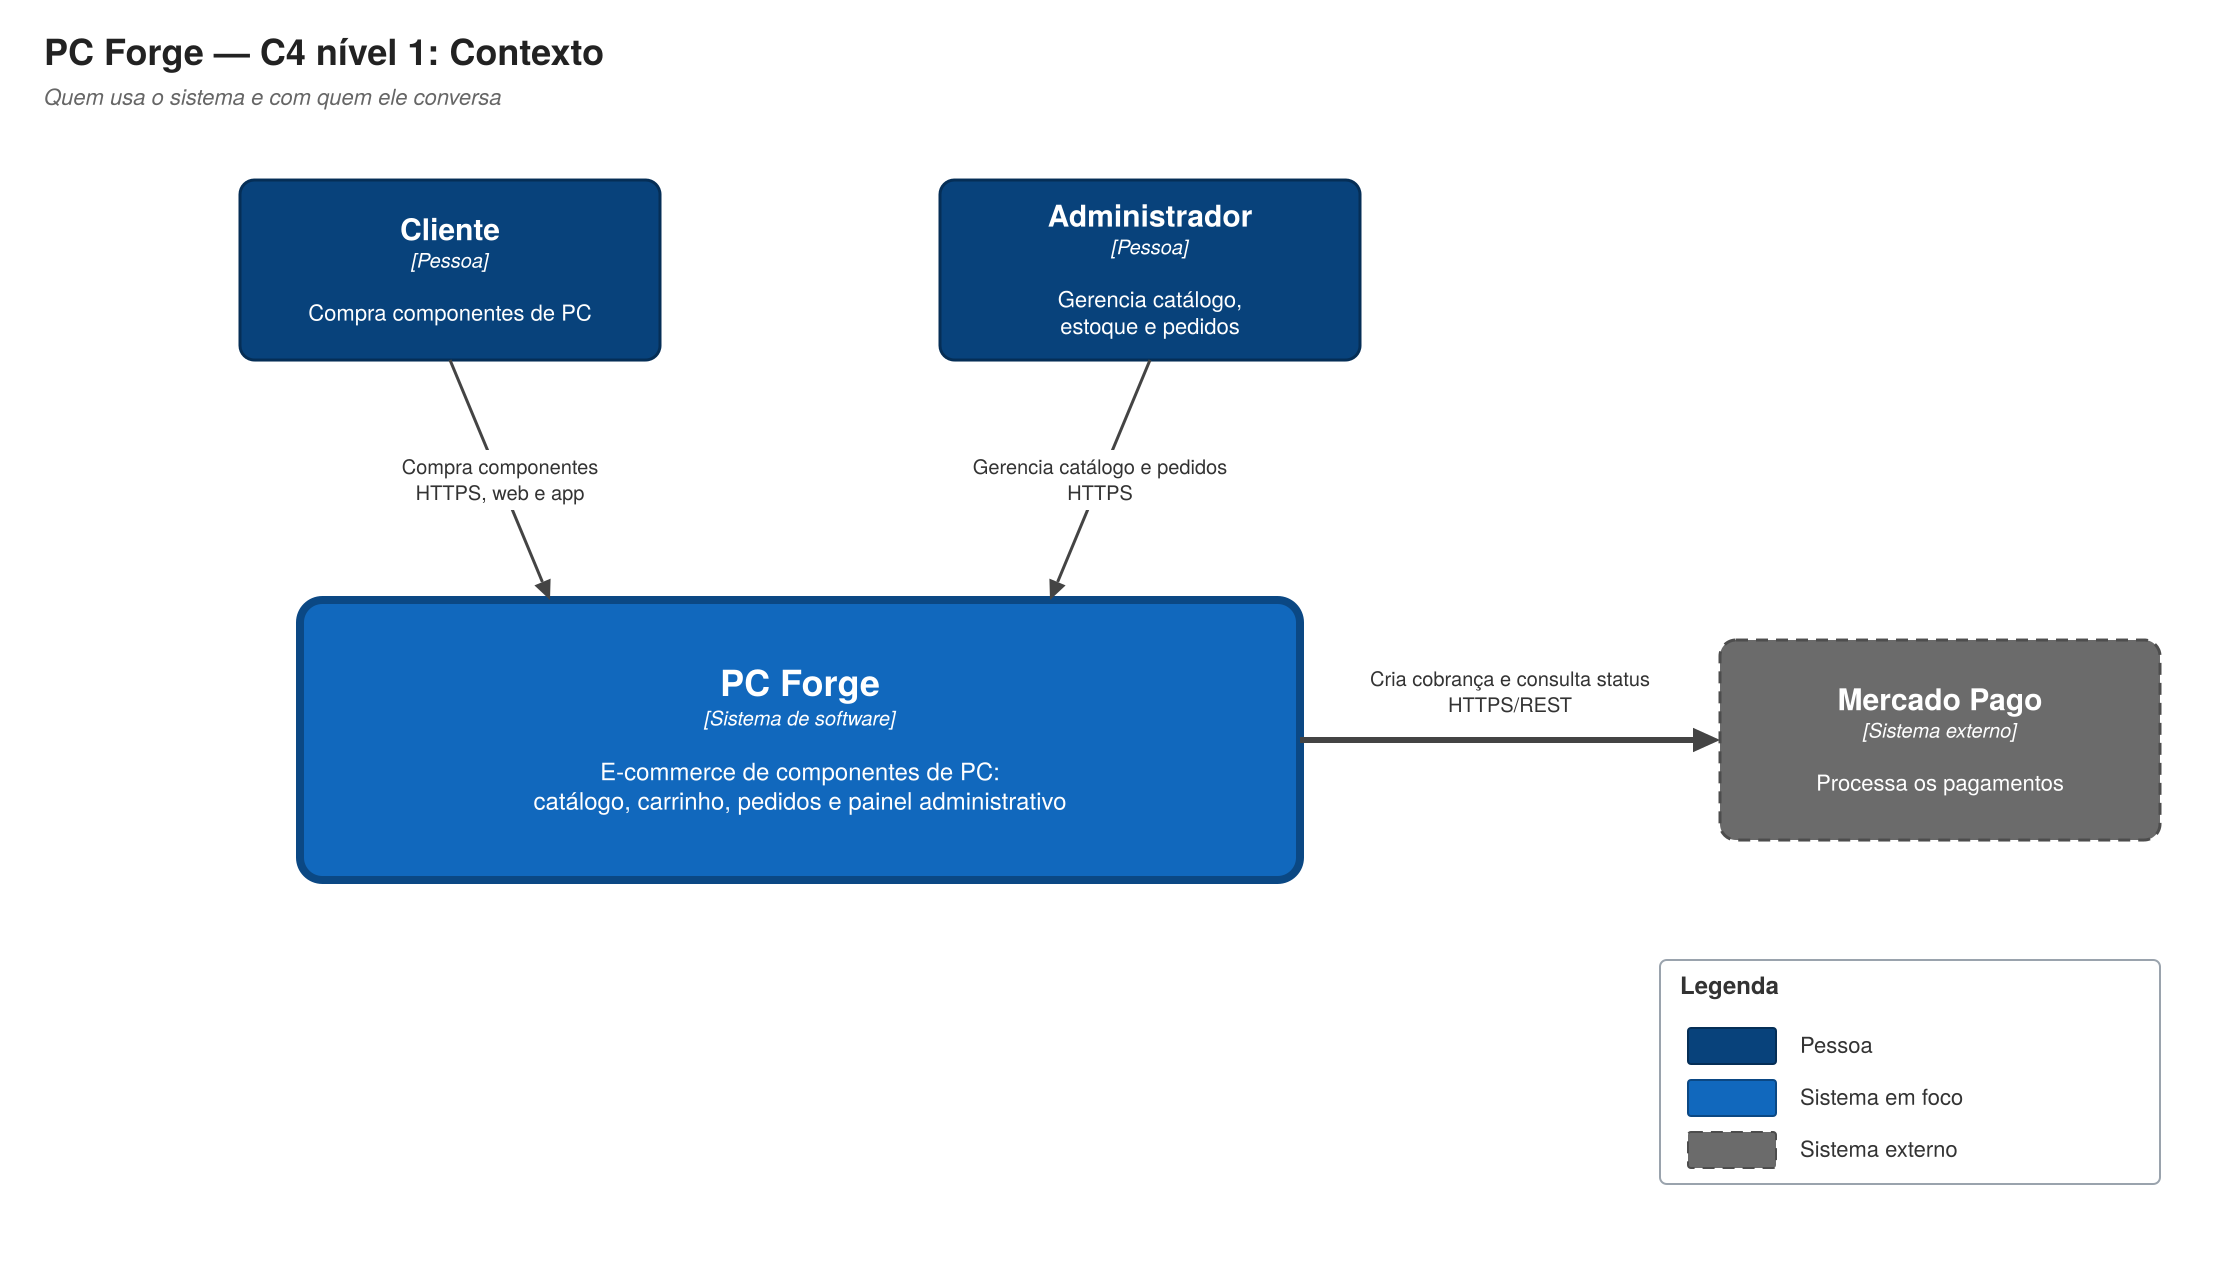 PC Forge — C4 nível 1: Contexto
Quem usa o sistema e com quem ele conversa
Cliente
[Pessoa]
Compra componentes de PC
Administrador
[Pessoa]
Gerencia catálogo,
estoque e pedidos
Compra componentes
HTTPS, web e app
Gerencia catálogo e pedidos
HTTPS
PC Forge
[Sistema de software]
E-commerce de componentes de PC:
catálogo, carrinho, pedidos e painel administrativo
Cria cobrança e consulta status
HTTPS/REST
Mercado Pago
[Sistema externo]
Processa os pagamentos
Legenda
Pessoa
Sistema em foco
Sistema externo